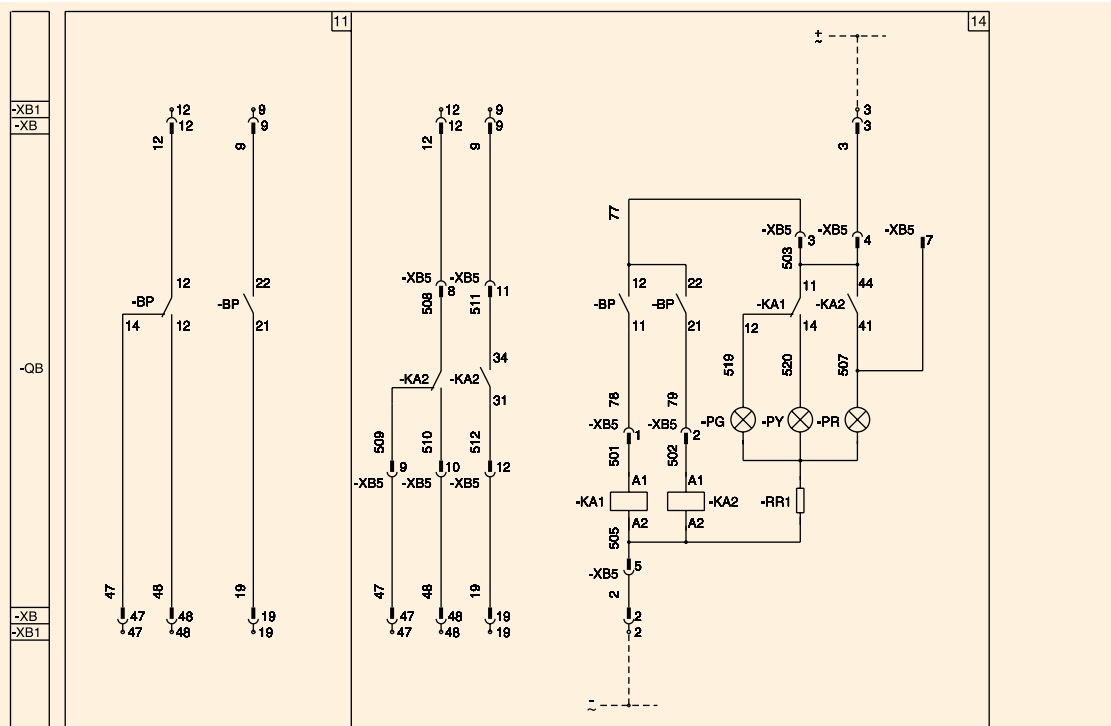 11 14
+
~
-XB1 12 9 12 9 3
-XB 12 9 12 9 3
12 9 12 9 3
77
-XB5 3 -XB5 4 -XB5 7
503
-XB5 8 -XB5 11
508 511
12 22 12 22 11 44
-BP -BP -BP -BP -KA1 -KA2
14 12 21 11 21 12 14 41
-QB
34
-KA2 -KA2
31
519 520 507
78 79
-PG -PY -PR
-XB5 1 -XB5 2
509 510 512 501 502
9 10 12
-XB5 -XB5 -XB5
A1 A1
-KA1 -KA2 -RR1
A2 A2
505
-XB5 5
47 48 19 47 48 19 2
-XB 47 48 19 47 48 19 2
-XB1 47 48 19 47 48 19 2
-
~